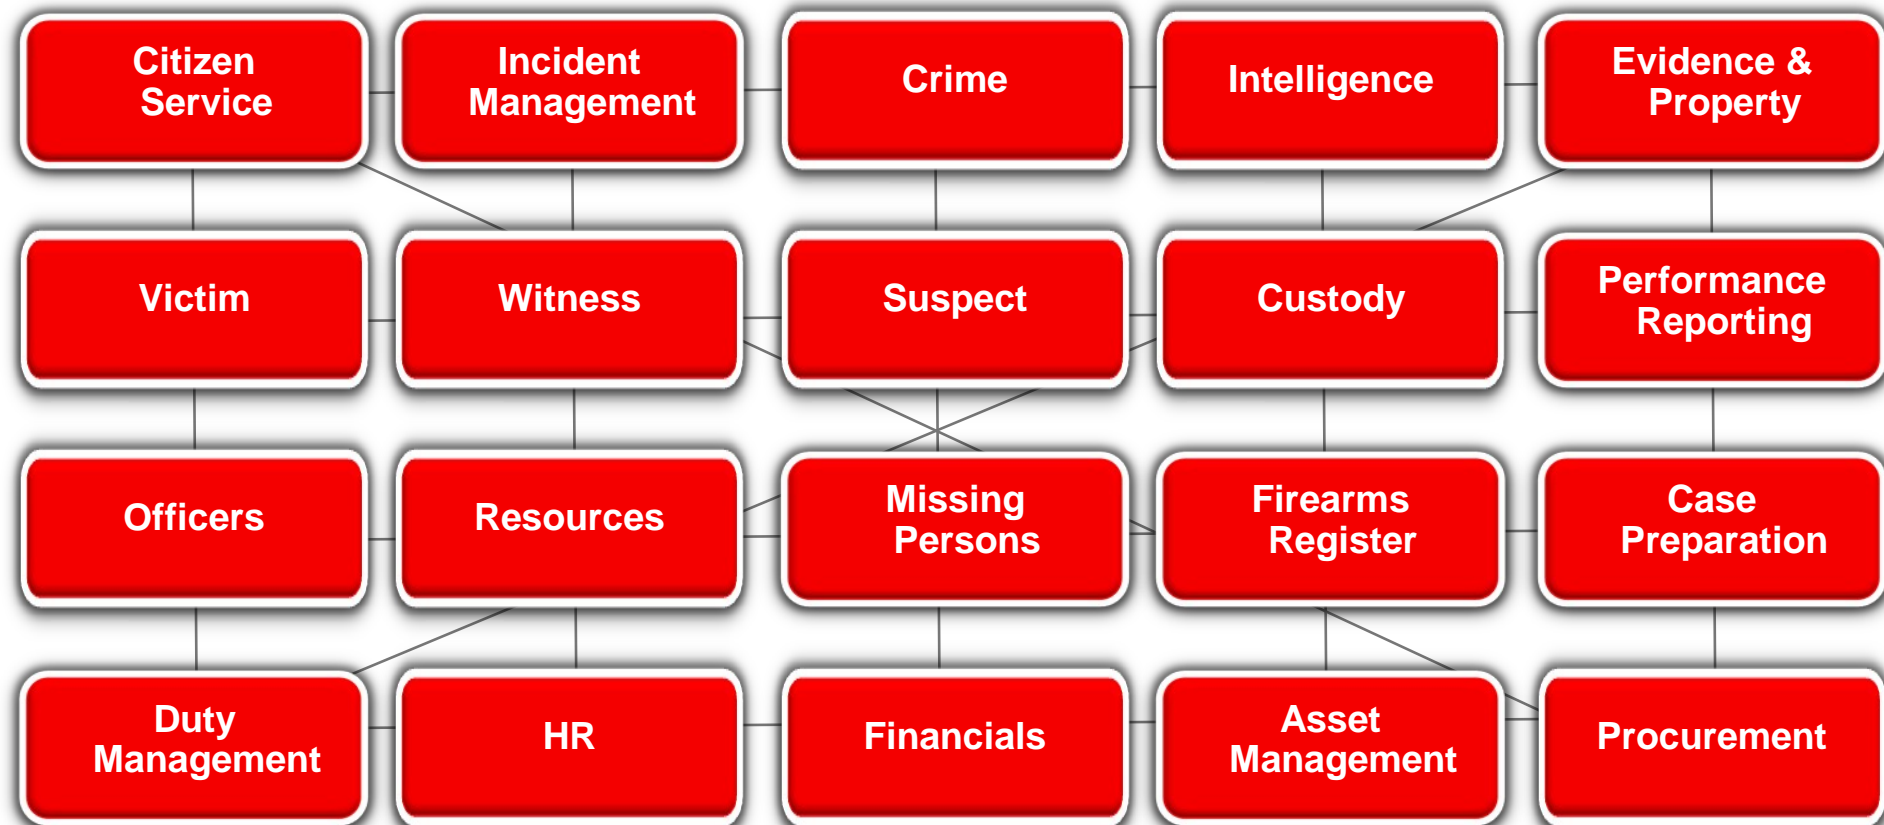 Citizen
Service
Incident
Management
Crime
Intelligence
Evidence &
Property
Victim
Witness
Suspect
Custody
Performance
Reporting
Officers
Resources
Missing
Persons
Firearms
Register
Case
Preparation
Duty
Management
HR
Financials
Asset
Management
Procurement